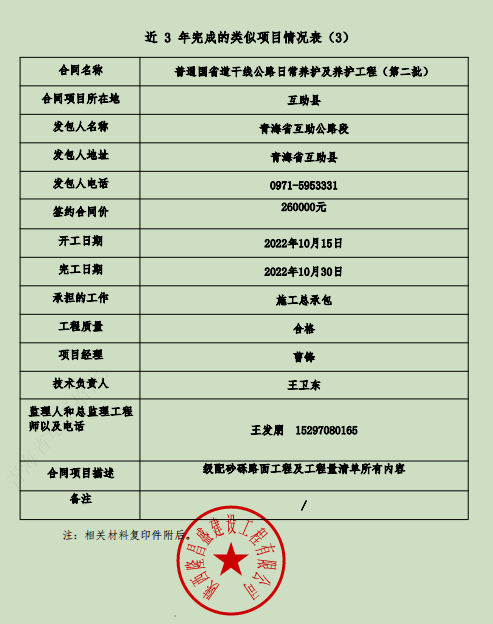 近 3 年完成的类似项目情况表（3）
合同名称 普通国省道干线公路日常养护及养护工程（第二批）
合同项目所在地 互助县
发包人名称 青海省互助公路段
发包人地址 青海省互助县
发包人电话 0971-5953331
签约合同价 260000元
开工日期 2022年10月15日
完工日期 2022年10月30日
承担的工作 施工总承包
工程质量 合格
项目经理 曹锋
技术负责人 王卫东
监理人和总监理工程
师以及电话 王发朋 15297080165
合同项目描述 级配砂砾路面工程及工程量清单所有内容
备注 /
注：相关材料复印件附后。
陕西隆昌盛建设工程有限公司